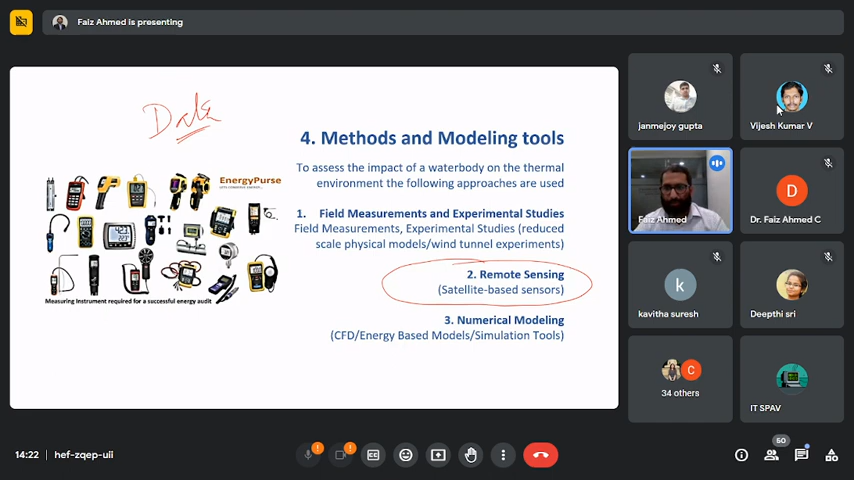 Faiz Ahmed is presenting
Data
4. Methods and Modeling tools
To assess the impact of a waterbody on the thermal
environment the following approaches are used
EnergyPurse
1. Field Measurements and Experimental Studies
Field Measurements, Experimental Studies (reduced
scale physical models/wind tunnel experiments)
2. Remote Sensing
(Satellite-based sensors)
Measuring Instrument required for a successful energy audit
3. Numerical Modeling
(CFD/Energy Based Models/Simulation Tools)
janmejoy gupta
Vijesh Kumar V
Faiz Ahmed
D
Dr. Faiz Ahmed C
k
kavitha suresh
Deepthi sri
C
34 others
IT SPAV
14:22 hef-zqep-uii
50